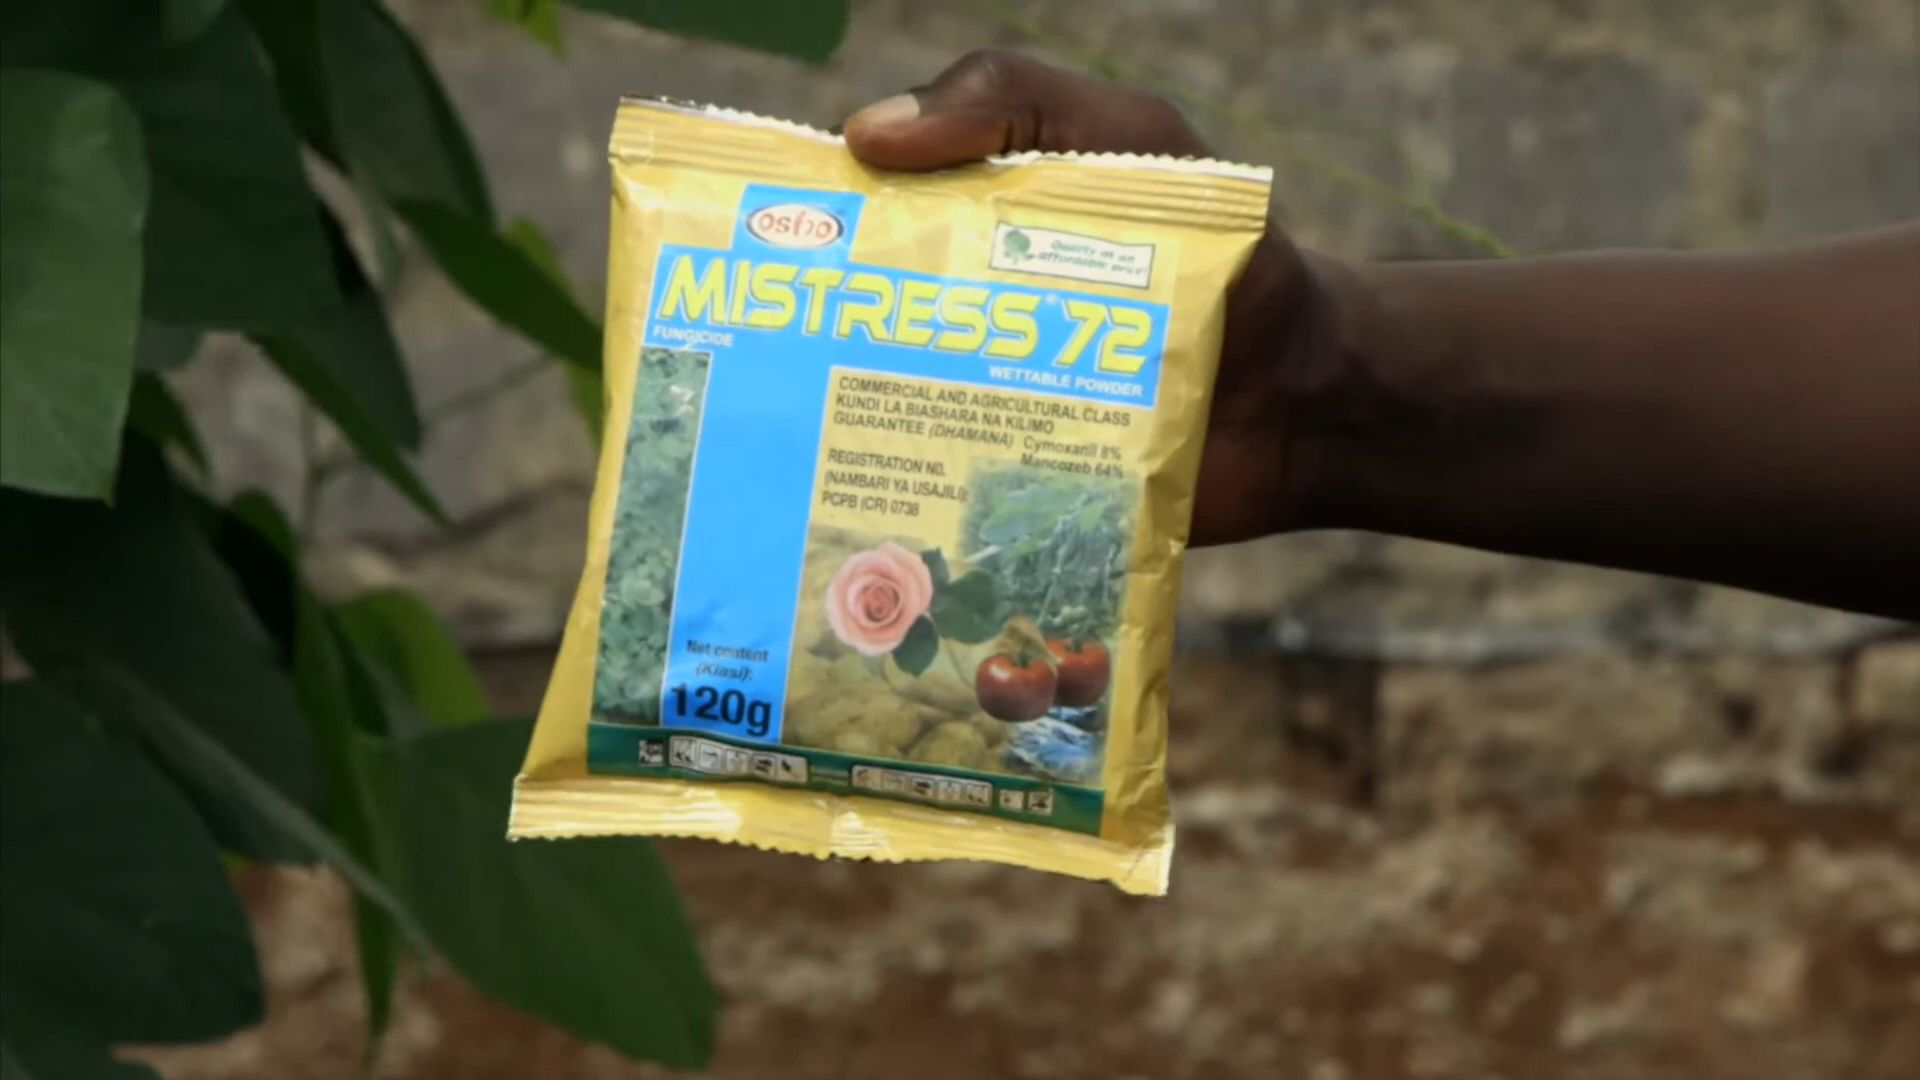 osho
Quality at an
affordable price!
MISTRESS® 72
FUNGICIDE
WETTABLE POWDER
COMMERCIAL AND AGRICULTURAL CLASS
KUNDI LA BIASHARA NA KILIMO
GUARANTEE (DHAMANA) Cymoxanil 8%
Mancozeb 64%
REGISTRATION NO.
(NAMBARI YA USAJILI):
PCPB (CR) 0738
Net content
(Kiasi):
120g